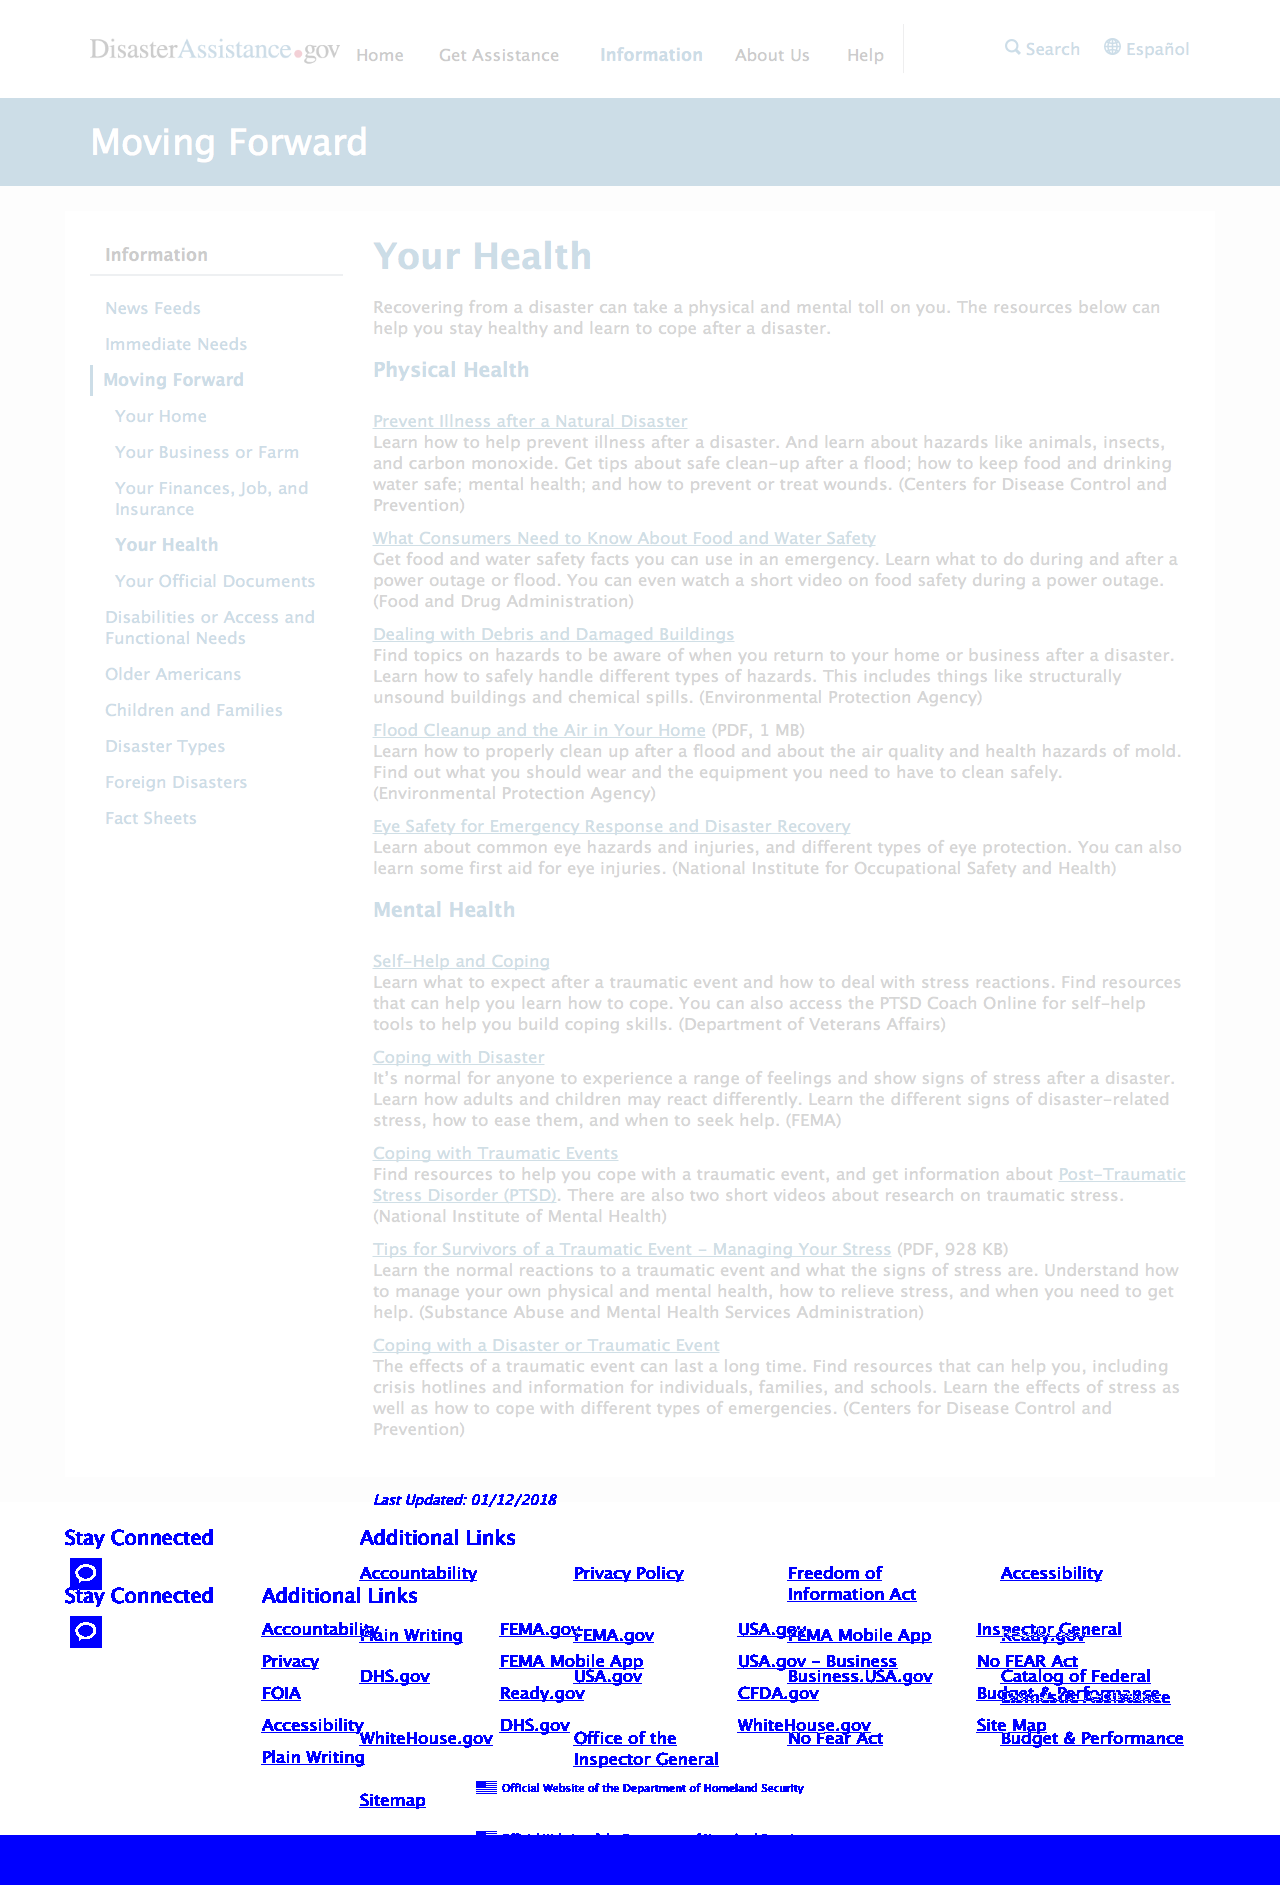 DisasterAssistance.gov Home Get Assistance Information About Us Help Search Español
Moving Forward
Information
News Feeds
Immediate Needs
Moving Forward
Your Home
Your Business or Farm
Your Finances, Job, and
Insurance
Your Health
Your Official Documents
Disabilities or Access and
Functional Needs
Older Americans
Children and Families
Disaster Types
Foreign Disasters
Fact Sheets
Your Health
Recovering from a disaster can take a physical and mental toll on you. The resources below can
help you stay healthy and learn to cope after a disaster.
Physical Health
Prevent Illness after a Natural Disaster
Learn how to help prevent illness after a disaster. And learn about hazards like animals, insects,
and carbon monoxide. Get tips about safe clean-up after a flood; how to keep food and drinking
water safe; mental health; and how to prevent or treat wounds. (Centers for Disease Control and
Prevention)
What Consumers Need to Know About Food and Water Safety
Get food and water safety facts you can use in an emergency. Learn what to do during and after a
power outage or flood. You can even watch a short video on food safety during a power outage.
(Food and Drug Administration)
Dealing with Debris and Damaged Buildings
Find topics on hazards to be aware of when you return to your home or business after a disaster.
Learn how to safely handle different types of hazards. This includes things like structurally
unsound buildings and chemical spills. (Environmental Protection Agency)
Flood Cleanup and the Air in Your Home (PDF, 1 MB)
Learn how to properly clean up after a flood and about the air quality and health hazards of mold.
Find out what you should wear and the equipment you need to have to clean safely.
(Environmental Protection Agency)
Eye Safety for Emergency Response and Disaster Recovery
Learn about common eye hazards and injuries, and different types of eye protection. You can also
learn some first aid for eye injuries. (National Institute for Occupational Safety and Health)
Mental Health
Self-Help and Coping
Learn what to expect after a traumatic event and how to deal with stress reactions. Find resources
that can help you learn how to cope. You can also access the PTSD Coach Online for self-help
tools to help you build coping skills. (Department of Veterans Affairs)
Coping with Disaster
It's normal for anyone to experience a range of feelings and show signs of stress after a disaster.
Learn how adults and children may react differently. Learn the different signs of disaster-related
stress, how to ease them, and when to seek help. (FEMA)
Coping with Traumatic Events
Find resources to help you cope with a traumatic event, and get information about Post-Traumatic
Stress Disorder (PTSD). There are also two short videos about research on traumatic stress.
(National Institute of Mental Health)
Tips for Survivors of a Traumatic Event - Managing Your Stress (PDF, 928 KB)
Learn the normal reactions to a traumatic event and what the signs of stress are. Understand how
to manage your own physical and mental health, how to relieve stress, and when you need to get
help. (Substance Abuse and Mental Health Services Administration)
Coping with a Disaster or Traumatic Event
The effects of a traumatic event can last a long time. Find resources that can help you, including
crisis hotlines and information for individuals, families, and schools. Learn the effects of stress as
well as how to cope with different types of emergencies. (Centers for Disease Control and
Prevention)
Last Updated: 01/12/2018
Stay Connected Additional Links
Accountability Privacy Policy Freedom of Accessibility
Information Act
Stay Connected Additional Links
Accountability FEMA.gov USA.gov Inspector General
Plain Writing FEMA.gov FEMA Mobile App Ready.gov
Privacy FEMA Mobile App USA.gov - Business No FEAR Act
DHS.gov USA.gov Business.USA.gov Catalog of Federal
Domestic Assistance
FOIA Ready.gov CFDA.gov Budget & Performance
Accessibility DHS.gov WhiteHouse.gov Site Map
WhiteHouse.gov Office of the No Fear Act Budget & Performance
Inspector General
Plain Writing
Official Website of the Department of Homeland Security
Sitemap